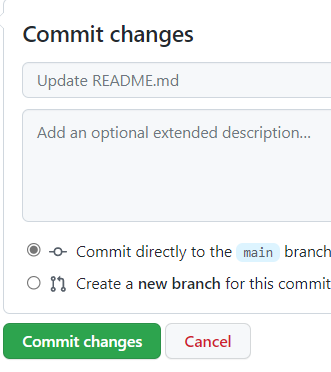 Commit changes
Update README.md
Add an optional extended description...
Commit directly to the main branch
Create a new branch for this commit
Commit changes
Cancel